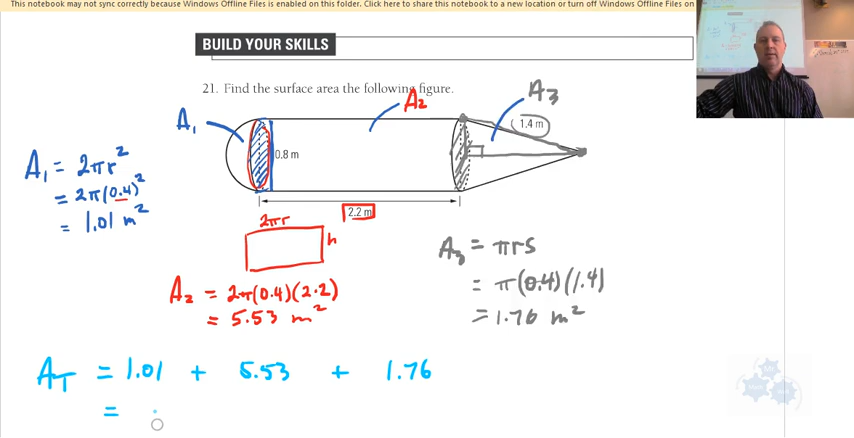 This notebook may not sync correctly because Windows Offline Files is enabled on this folder. Click here to share this notebook to a new location or turn off Windows Offline Files on
BUILD YOUR SKILLS
21. Find the surface area the following figure.
A₁
A₂
A₃
1.4 m
0.8 m
2.2 m
A₁ = 2πr²
= 2π(0.4)²
= 1.01 m²
2πr
h
A₂ = 2π(0.4)(2.2)
= 5.53 m²
A₃ = πrs
= π(0.4)(1.4)
= 1.76 m²
A_T = 1.01 + 5.53 + 1.76
=